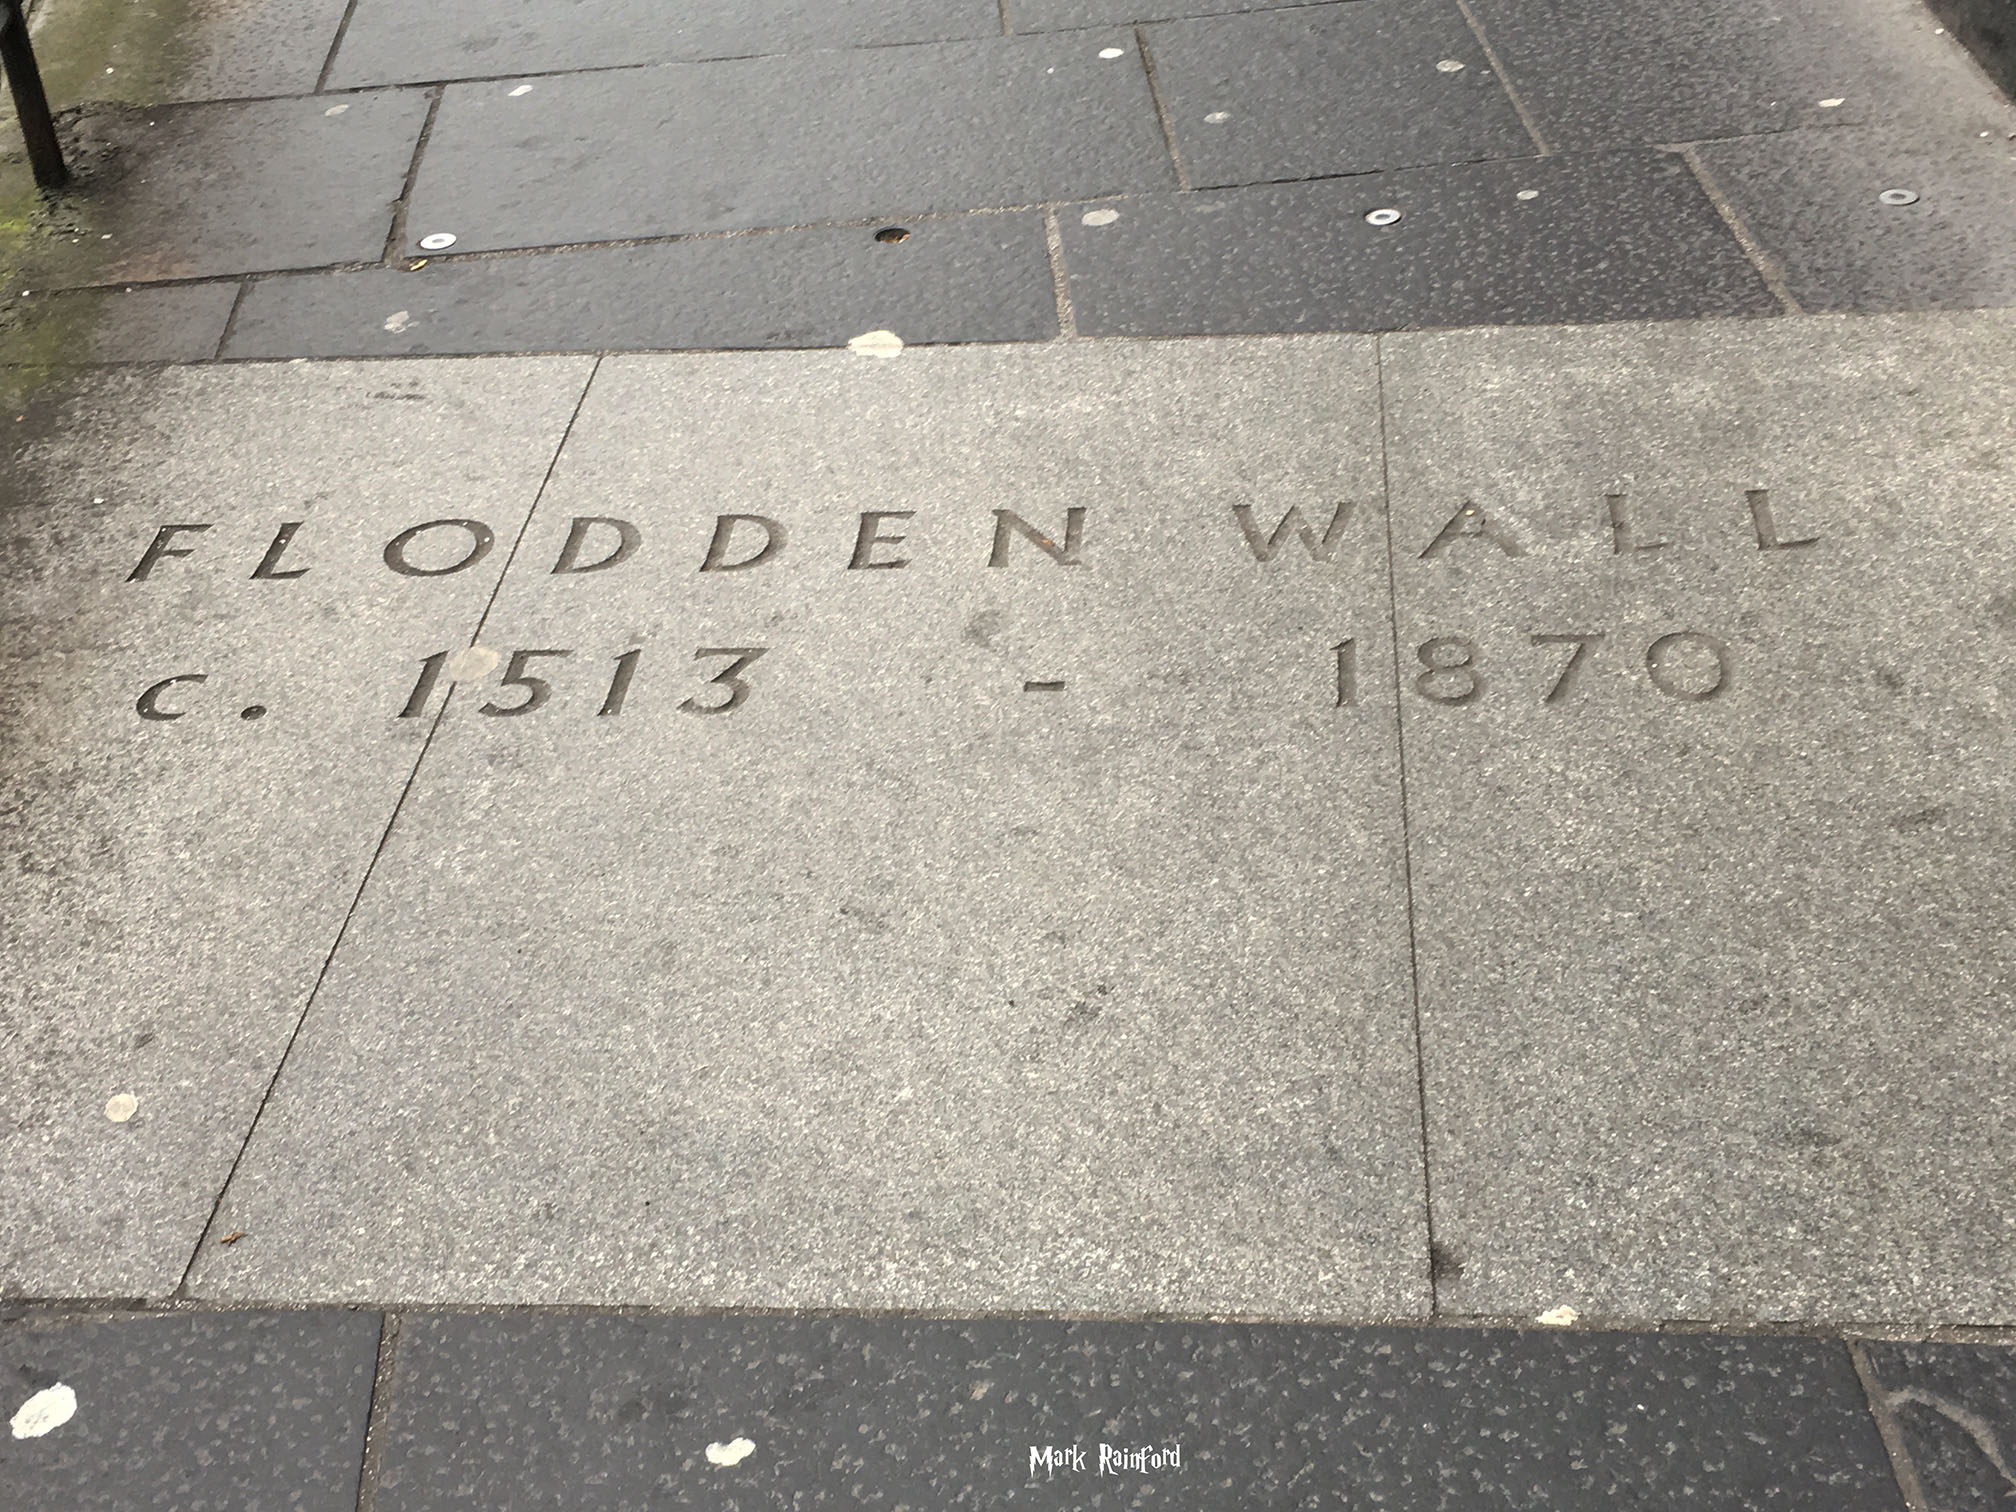 FLODDEN WALL
c. 1513 - 1870
Mark Rainford